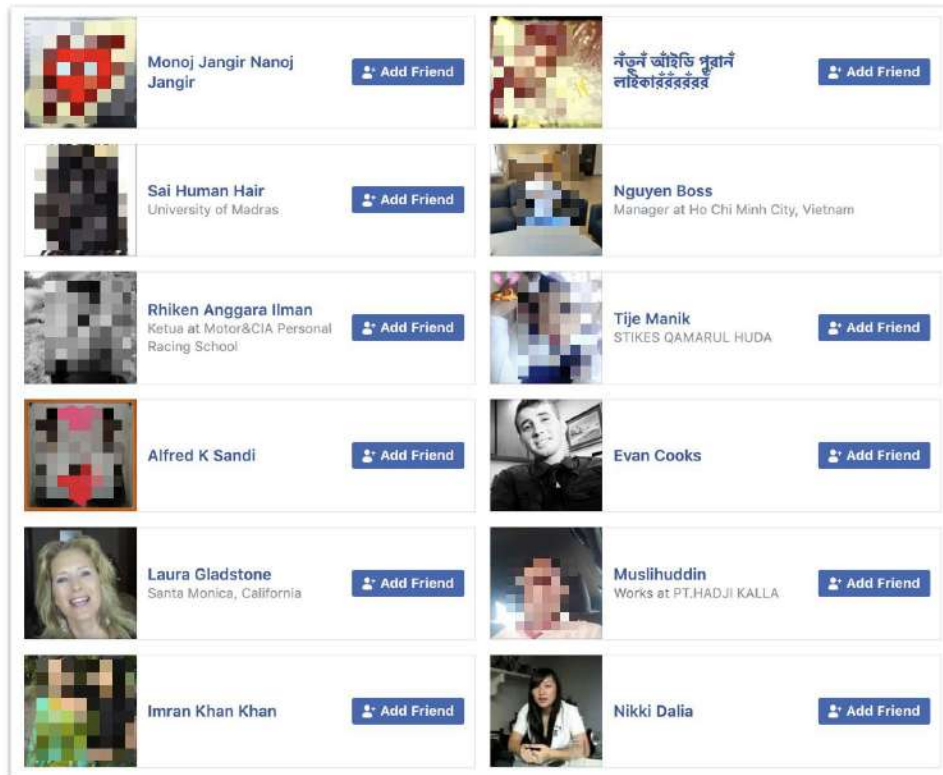 Monoj Jangir Nanoj
Jangir
Add Friend
নঁতুনঁ আঁইডি পুরানঁ
লাইকারঁরঁরঁরঁরঁ
Add Friend
Sai Human Hair
University of Madras
Add Friend
Nguyen Boss
Manager at Ho Chi Minh City, Vietnam
Rhiken Anggara Ilman
Ketua at Motor&CIA Personal
Racing School
Add Friend
Tije Manik
STIKES QAMARUL HUDA
Add Friend
Alfred K Sandi
Add Friend
Evan Cooks
Add Friend
Laura Gladstone
Santa Monica, California
Add Friend
Muslihuddin
Works at PT.HADJI KALLA
Add Friend
Imran Khan Khan
Add Friend
Nikki Dalia
Add Friend